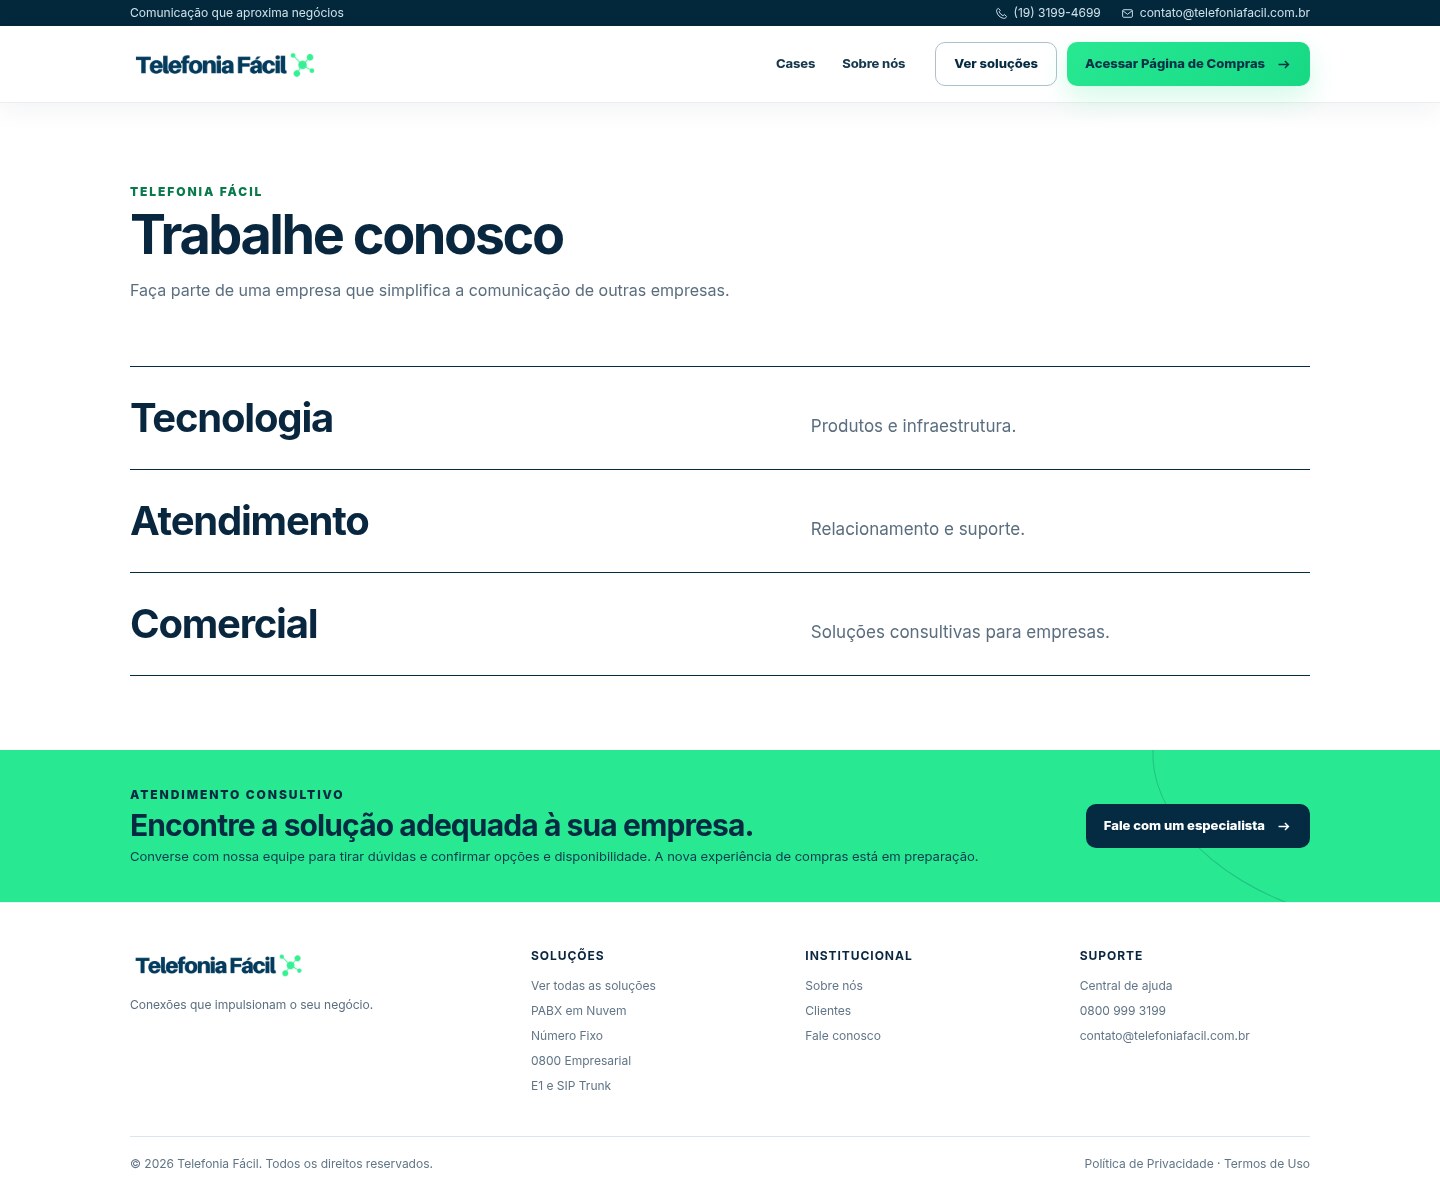 Comunicação que aproxima negócios
(19) 3199-4699
contato@telefoniafacil.com.br
Telefonia Fácil
Cases
Sobre nós
Ver soluções
Acessar Página de Compras →
TELEFONIA FÁCIL
Trabalhe conosco
Faça parte de uma empresa que simplifica a comunicação de outras empresas.
Tecnologia
Produtos e infraestrutura.
Atendimento
Relacionamento e suporte.
Comercial
Soluções consultivas para empresas.
ATENDIMENTO CONSULTIVO
Encontre a solução adequada à sua empresa.
Converse com nossa equipe para tirar dúvidas e confirmar opções e disponibilidade. A nova experiência de compras está em preparação.
Fale com um especialista →
Telefonia Fácil
Conexões que impulsionam o seu negócio.
SOLUÇÕES
Ver todas as soluções
PABX em Nuvem
Número Fixo
0800 Empresarial
E1 e SIP Trunk
INSTITUCIONAL
Sobre nós
Clientes
Fale conosco
SUPORTE
Central de ajuda
0800 999 3199
contato@telefoniafacil.com.br
© 2026 Telefonia Fácil. Todos os direitos reservados.
Política de Privacidade · Termos de Uso